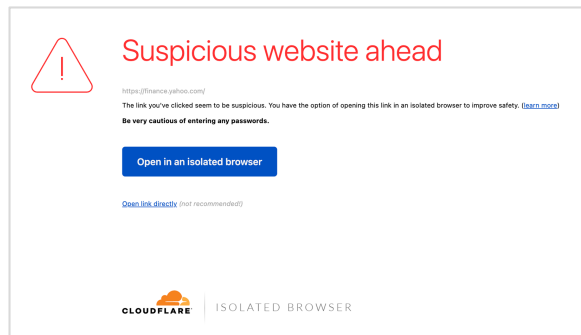 Suspicious website ahead
https://finance.yahoo.com/
The link you've clicked seem to be suspicious. You have the option of opening this link in an isolated browser to improve safety. (learn more)
Be very cautious of entering any passwords.
Open in an isolated browser
Open link directly (not recommended!)
CLOUDFLARE
ISOLATED BROWSER